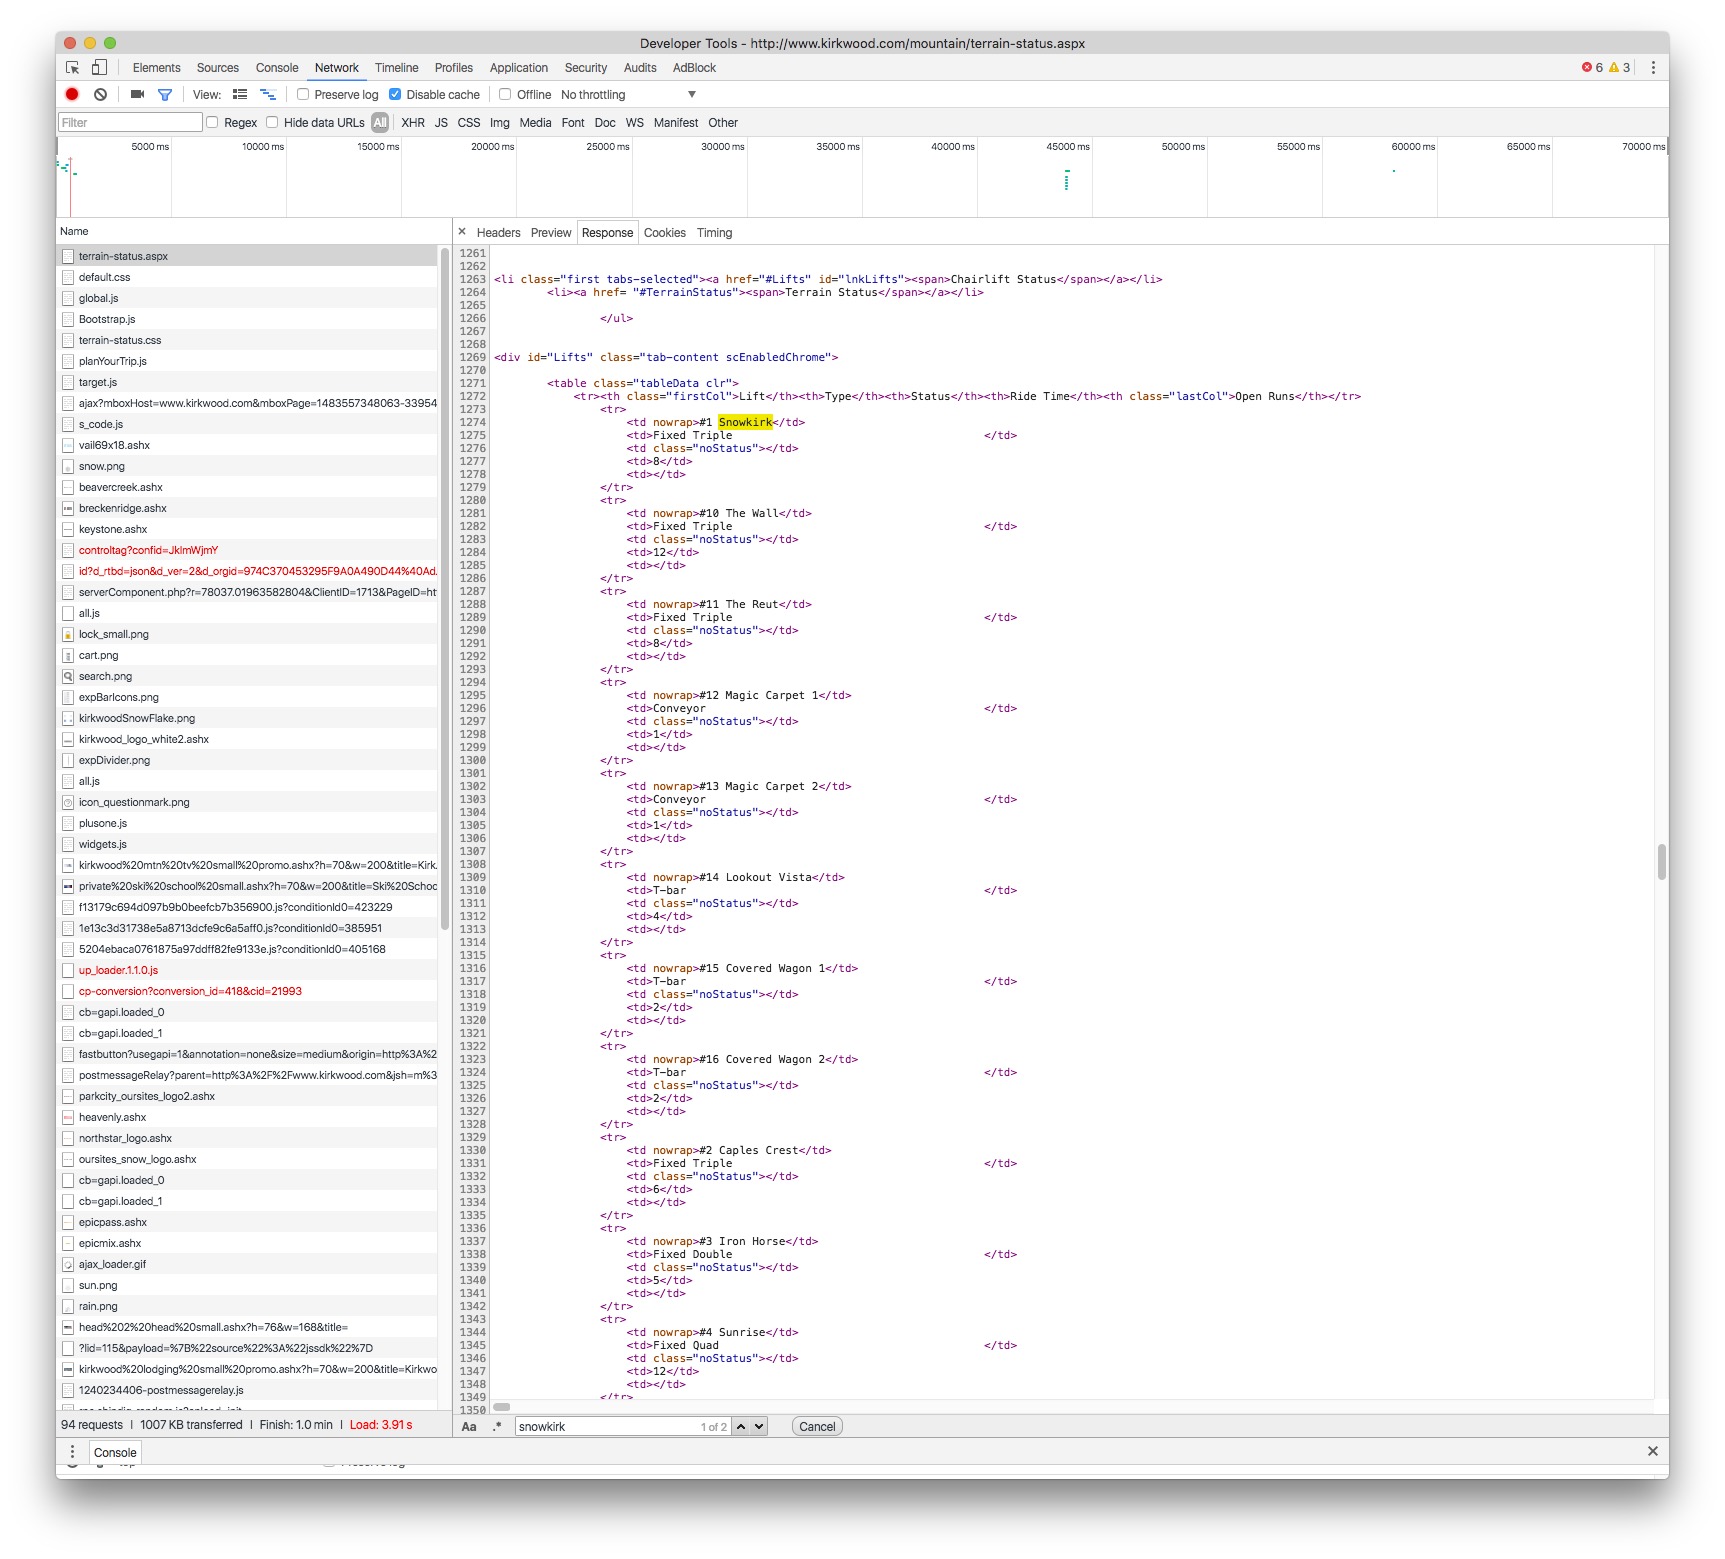 Developer Tools - http://www.kirkwood.com/mountain/terrain-status.aspx
Elements Sources Console Network Timeline Profiles Application Security Audits AdBlock 6 3
View: Preserve log Disable cache Offline No throttling
Filter Regex Hide data URLs All XHR JS CSS Img Media Font Doc WS Manifest Other
5000 ms 10000 ms 15000 ms 20000 ms 25000 ms 30000 ms 35000 ms 40000 ms 45000 ms 50000 ms 55000 ms 60000 ms 65000 ms 70000 ms
Name
terrain-status.aspx
default.css
global.js
Bootstrap.js
terrain-status.css
planYourTrip.js
target.js
ajax?mboxHost=www.kirkwood.com&mboxPage=1483557348063-33954
s_code.js
vail69x18.ashx
snow.png
beavercreek.ashx
breckenridge.ashx
keystone.ashx
controltag?confid=JklmWjmY
id?d_rtbd=json&d_ver=2&d_orgid=974C370453295F9A0A490D44%40Ad.
serverComponent.php?r=78037.01963582804&ClientID=1713&PageID=ht
all.js
lock_small.png
cart.png
search.png
expBarIcons.png
kirkwoodSnowFlake.png
kirkwood_logo_white2.ashx
expDivider.png
all.js
icon_questionmark.png
plusone.js
widgets.js
kirkwood%20mtn%20tv%20small%20promo.ashx?h=70&w=200&title=Kirk.
private%20ski%20school%20small.ashx?h=70&w=200&title=Ski%20Schoc
f13179c694d097b9b0beefcb7b356900.js?conditionId0=423229
1e13c3d31738e5a8713dcfe9c6a5aff0.js?conditionId0=385951
5204ebaca0761875a97ddff82fe9133e.js?conditionId0=405168
up_loader.1.1.0.js
cp-conversion?conversion_id=418&cid=21993
cb=gapi.loaded_0
cb=gapi.loaded_1
fastbutton?usegapi=1&annotation=none&size=medium&origin=http%3A%2
postmessageRelay?parent=http%3A%2F%2Fwww.kirkwood.com&jsh=m%3
parkcity_oursites_logo2.ashx
heavenly.ashx
northstar_logo.ashx
oursites_snow_logo.ashx
cb=gapi.loaded_0
cb=gapi.loaded_1
epicpass.ashx
epicmix.ashx
ajax_loader.gif
sun.png
rain.png
head%202%20head%20small.ashx?h=76&w=168&title=
?lid=115&payload=%7B%22source%22%3A%22jssdk%22%7D
kirkwood%20lodging%20small%20promo.ashx?h=70&w=200&title=Kirkwo
1240234406-postmessagerelay.js
94 requests | 1007 KB transferred | Finish: 1.0 min | Load: 3.91 s
× Headers Preview Response Cookies Timing
1261
1262
1263 <li class="first tabs-selected"><a href="#Lifts" id="lnkLifts"><span>Chairlift Status</span></a></li>
1264 <li><a href= "#TerrainStatus"><span>Terrain Status</span></a></li>
1265
1266 </ul>
1267
1268
1269 <div id="Lifts" class="tab-content scEnabledChrome">
1270
1271 <table class="tableData clr">
1272 <tr><th class="firstCol">Lift</th><th>Type</th><th>Status</th><th>Ride Time</th><th class="lastCol">Open Runs</th></tr>
1273 <tr>
1274 <td nowrap>#1 Snowkirk</td>
1275 <td>Fixed Triple </td>
1276 <td class="noStatus"></td>
1277 <td>8</td>
1278 <td></td>
1279 </tr>
1280 <tr>
1281 <td nowrap>#10 The Wall</td>
1282 <td>Fixed Triple </td>
1283 <td class="noStatus"></td>
1284 <td>12</td>
1285 <td></td>
1286 </tr>
1287 <tr>
1288 <td nowrap>#11 The Reut</td>
1289 <td>Fixed Triple </td>
1290 <td class="noStatus"></td>
1291 <td>8</td>
1292 <td></td>
1293 </tr>
1294 <tr>
1295 <td nowrap>#12 Magic Carpet 1</td>
1296 <td>Conveyor </td>
1297 <td class="noStatus"></td>
1298 <td>1</td>
1299 <td></td>
1300 </tr>
1301 <tr>
1302 <td nowrap>#13 Magic Carpet 2</td>
1303 <td>Conveyor </td>
1304 <td class="noStatus"></td>
1305 <td>1</td>
1306 <td></td>
1307 </tr>
1308 <tr>
1309 <td nowrap>#14 Lookout Vista</td>
1310 <td>T-bar </td>
1311 <td class="noStatus"></td>
1312 <td>4</td>
1313 <td></td>
1314 </tr>
1315 <tr>
1316 <td nowrap>#15 Covered Wagon 1</td>
1317 <td>T-bar </td>
1318 <td class="noStatus"></td>
1319 <td>2</td>
1320 <td></td>
1321 </tr>
1322 <tr>
1323 <td nowrap>#16 Covered Wagon 2</td>
1324 <td>T-bar </td>
1325 <td class="noStatus"></td>
1326 <td>2</td>
1327 <td></td>
1328 </tr>
1329 <tr>
1330 <td nowrap>#2 Caples Crest</td>
1331 <td>Fixed Triple </td>
1332 <td class="noStatus"></td>
1333 <td>6</td>
1334 <td></td>
1335 </tr>
1336 <tr>
1337 <td nowrap>#3 Iron Horse</td>
1338 <td>Fixed Double </td>
1339 <td class="noStatus"></td>
1340 <td>5</td>
1341 <td></td>
1342 </tr>
1343 <tr>
1344 <td nowrap>#4 Sunrise</td>
1345 <td>Fixed Quad </td>
1346 <td class="noStatus"></td>
1347 <td>12</td>
1348 <td></td>
1349 </tr>
1350
Aa .* snowkirk 1 of 2 Cancel
Console